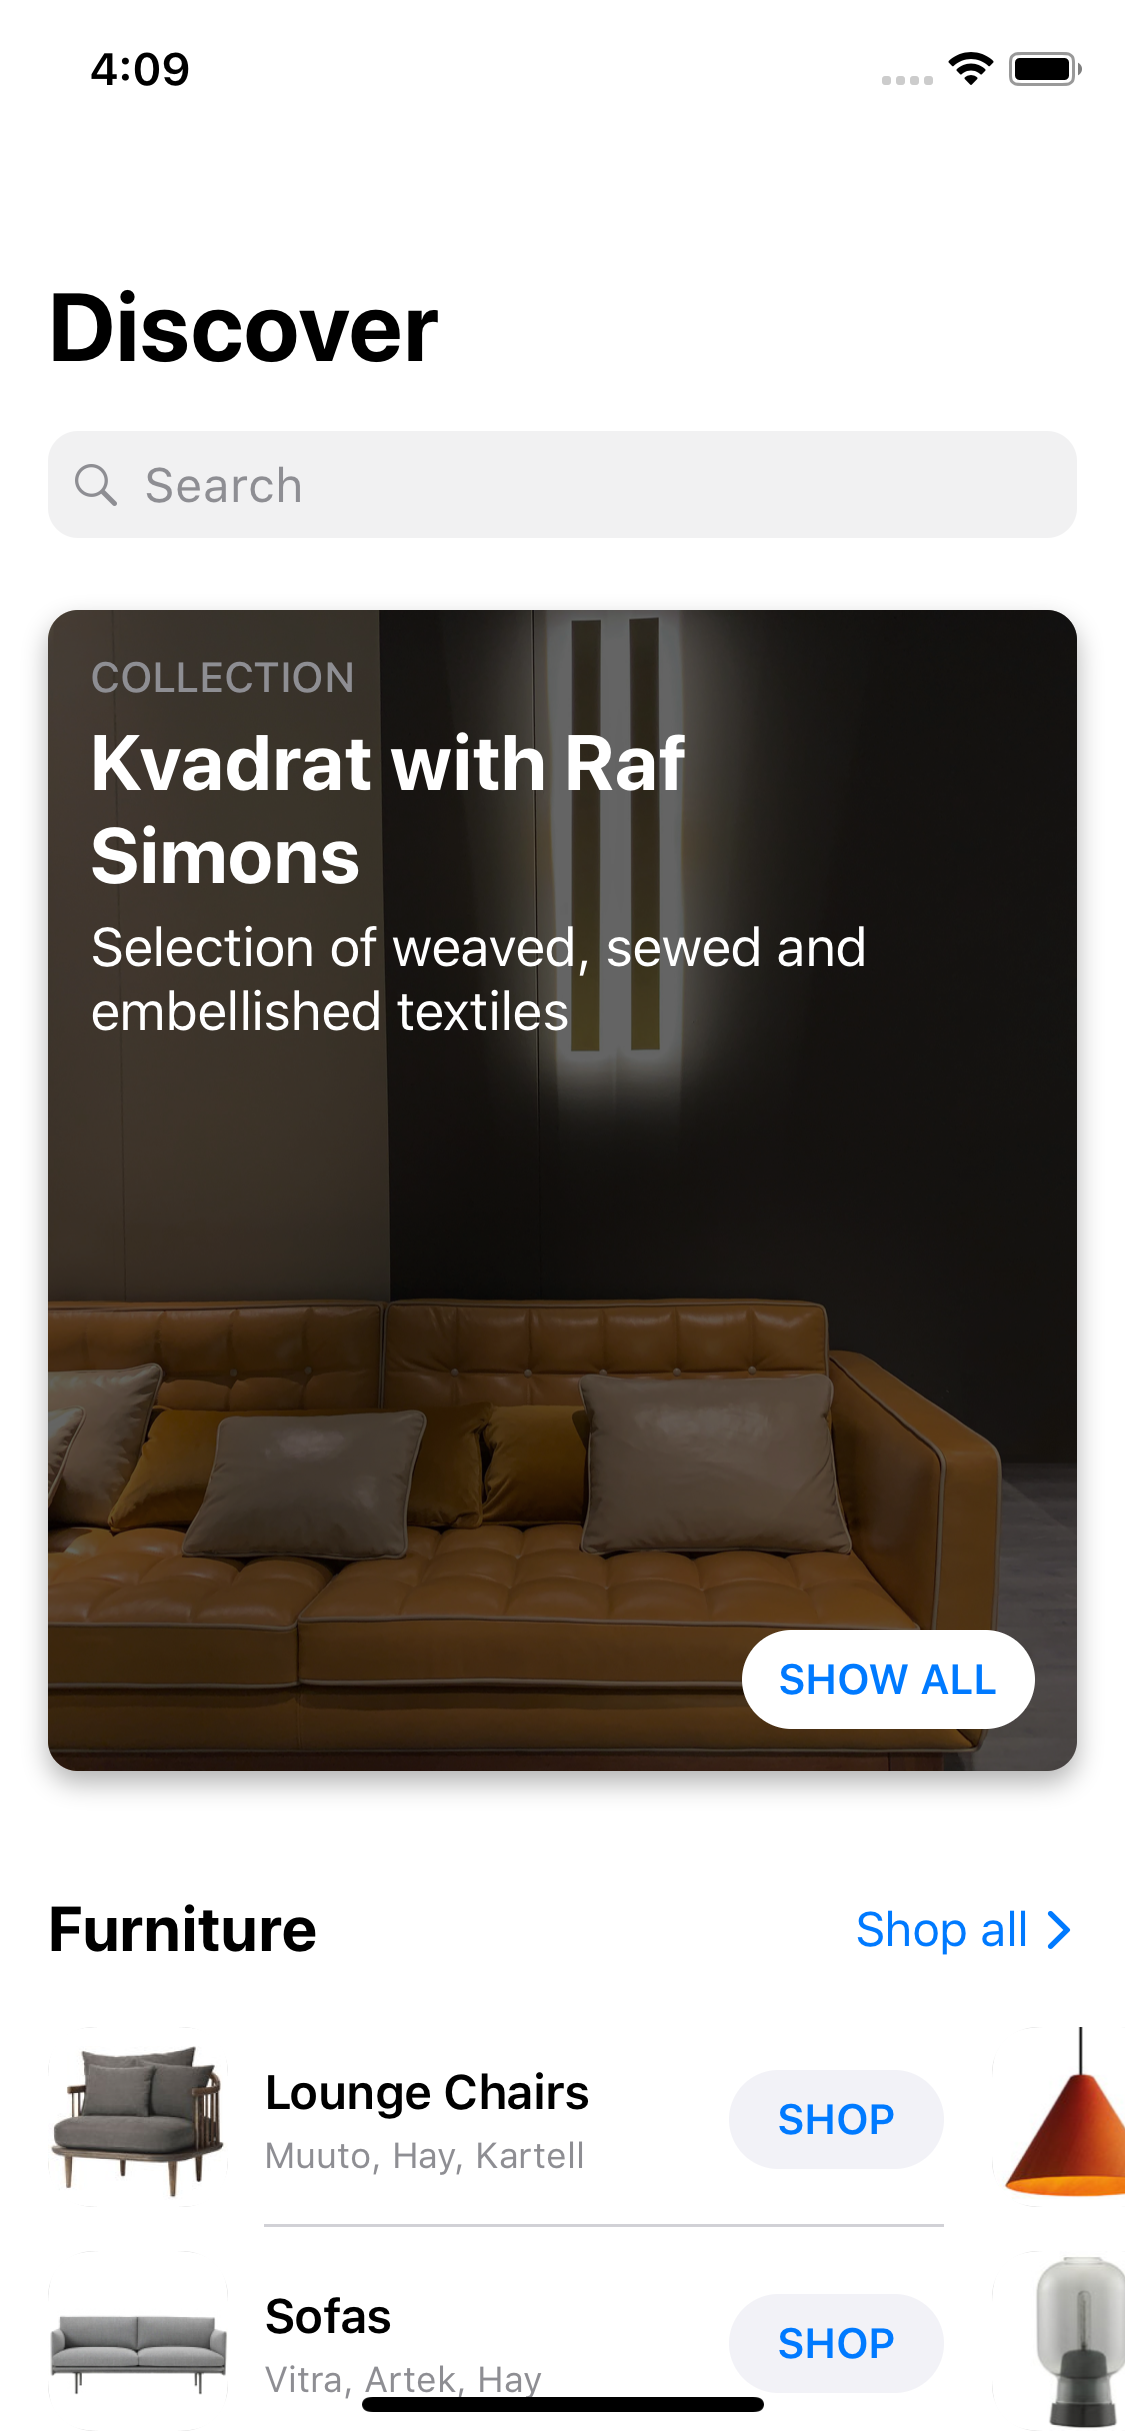 4:09
Discover
Search
COLLECTION
Kvadrat with Raf
Simons
Selection of weaved, sewed and
embellished textiles
SHOW ALL
Furniture
Shop all
Lounge Chairs
Muuto, Hay, Kartell
SHOP
Sofas
Vitra, Artek, Hay
SHOP